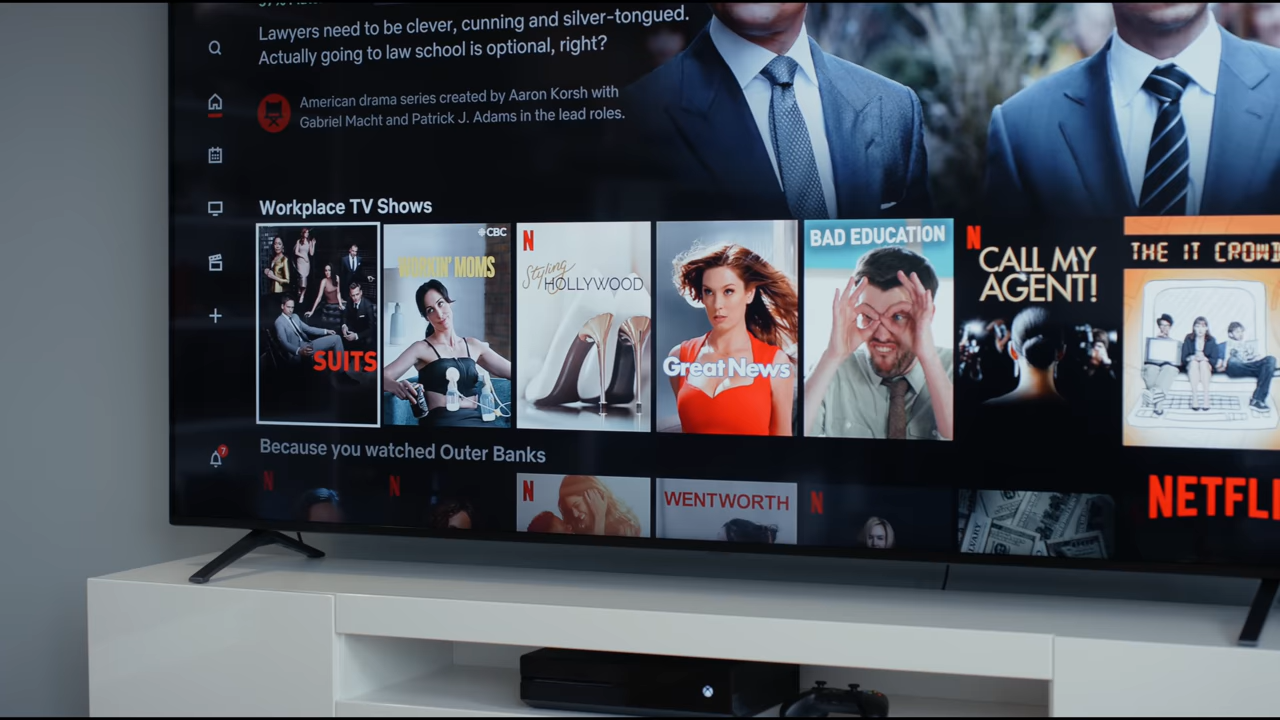 Lawyers need to be clever, cunning and silver-tongued.
Actually going to law school is optional, right?
American drama series created by Aaron Korsh with
Gabriel Macht and Patrick J. Adams in the lead roles.
Workplace TV Shows
SUITS
CBC
WORKIN' MOMS
N
Styling
HOLLYWOOD
Great News
BAD EDUCATION
N
CALL MY
AGENT!
THE IT CROWD
7
Because you watched Outer Banks
N
N
N
WENTWORTH
N
NETFLI